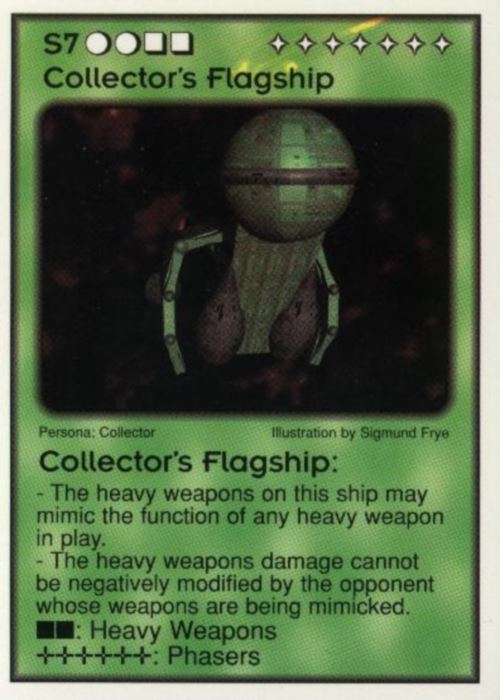 S7
Collector's Flagship
Persona: Collector
Illustration by Sigmund Frye
Collector's Flagship:
- The heavy weapons on this ship may
mimic the function of any heavy weapon
in play.
- The heavy weapons damage cannot
be negatively modified by the opponent
whose weapons are being mimicked.
■■: Heavy Weapons
✛✛✛✛✛✛: Phasers